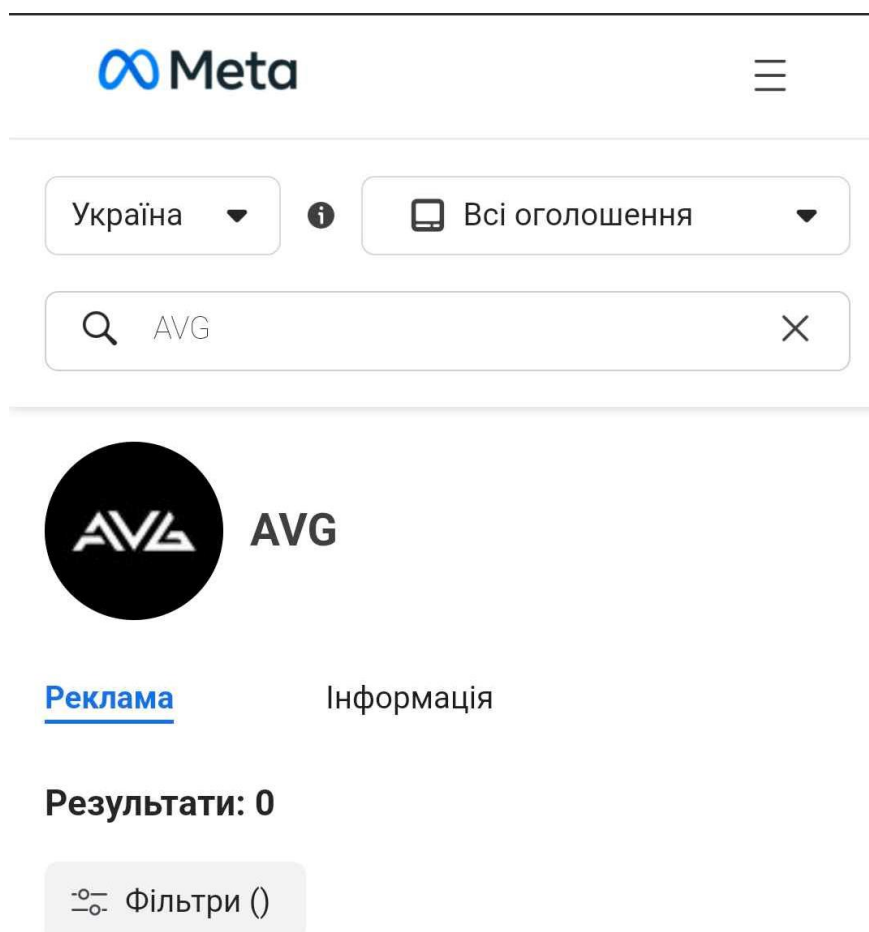 Meta
Україна
Всі оголошення
AVG
AVG
AVG
Реклама
Інформація
Результати: 0
Фільтри ()